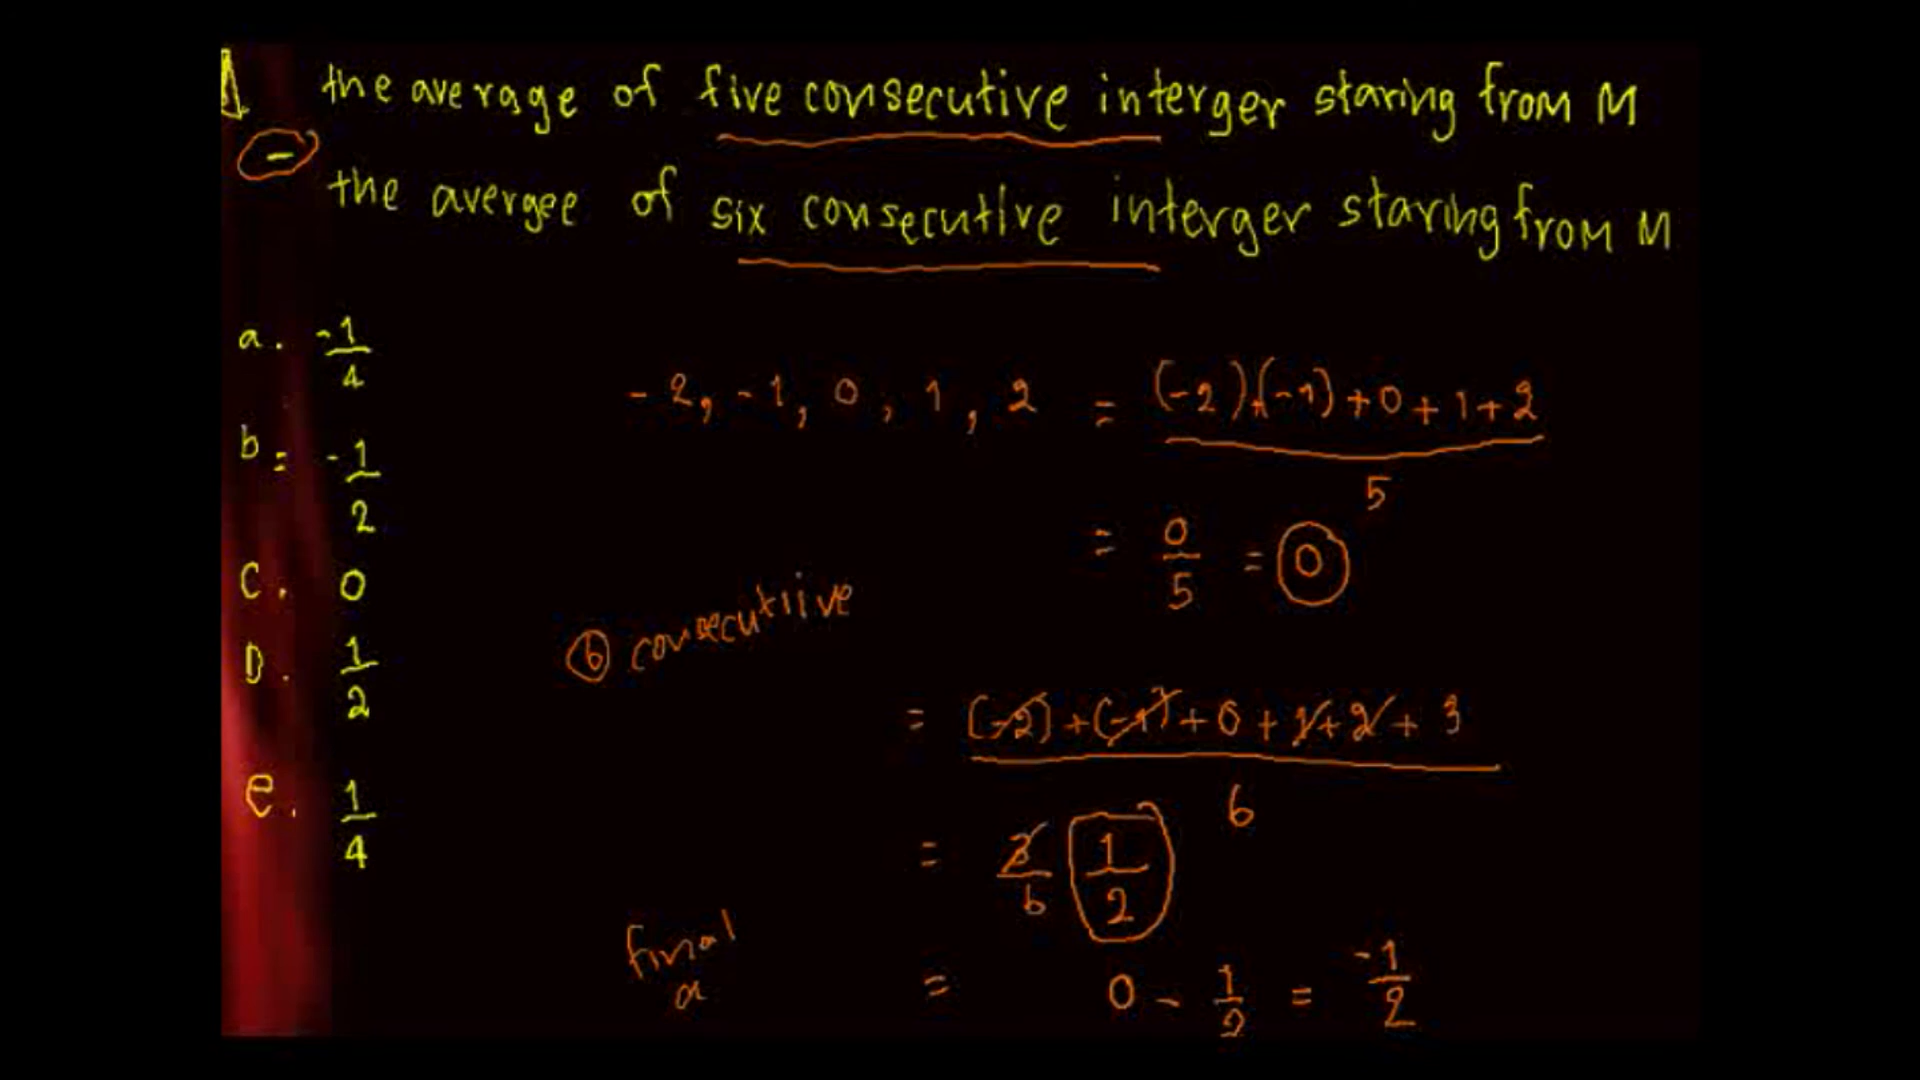 the average of five consecutive interger staring from M
-
the avergee of six consecutive interger staring from M
a. -1/4
b= -1/2
C. 0
D. 1/2
e. 1/4
-2, -1, 0, 1, 2 = (-2)+(-1)+0+1+2 / 5
= 0/5 = 0
6 consecutiive
= (-2)+(-1)+0+1+2+3 / 6
= 3/6 1/2
final a = 0 - 1/2 = -1/2